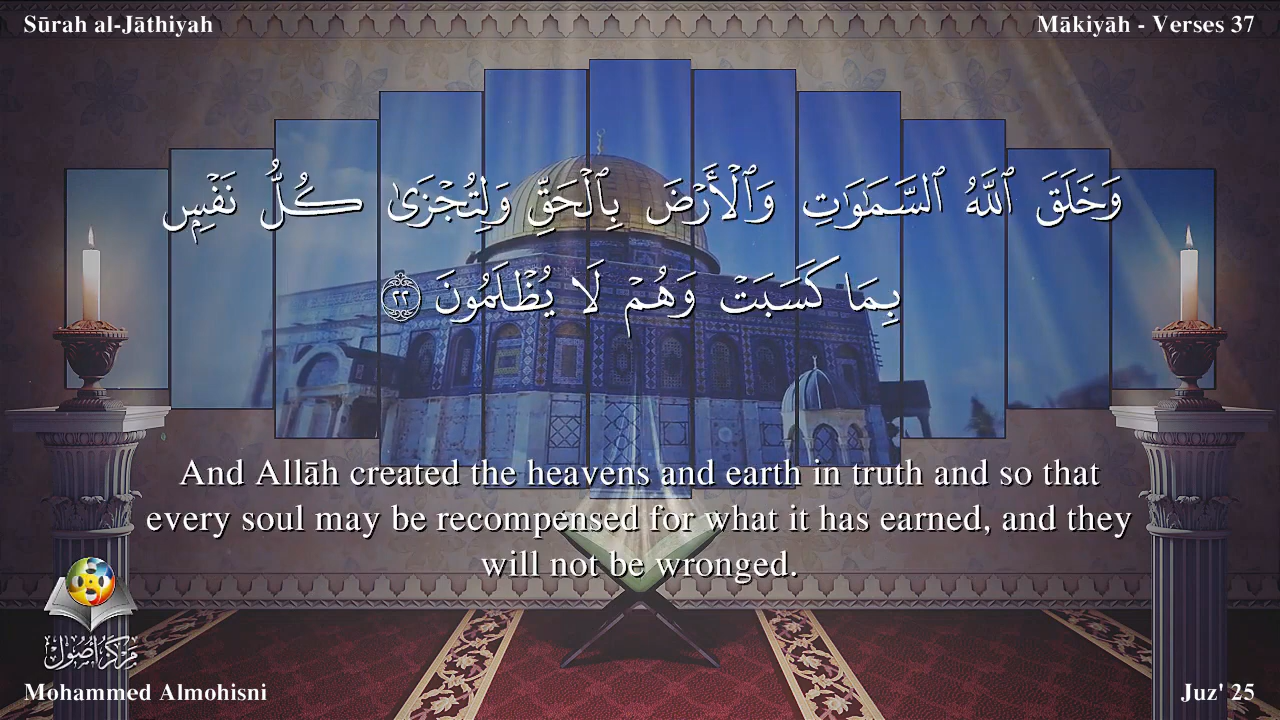 Sūrah al-Jāthiyah
Mākiyāh - Verses 37
وَخَلَقَ ٱللَّهُ ٱلسَّمَـٰوَٰتِ وَٱلْأَرْضَ بِٱلْحَقِّ وَلِتُجْزَىٰ كُلُّ نَفْسٍۭ
بِمَا كَسَبَتْ وَهُمْ لَا يُظْلَمُونَ ٢٢
And Allāh created the heavens and earth in truth and so that
every soul may be recompensed for what it has earned, and they
will not be wronged.
مركز أصول
Mohammed Almohisni
Juz' 25